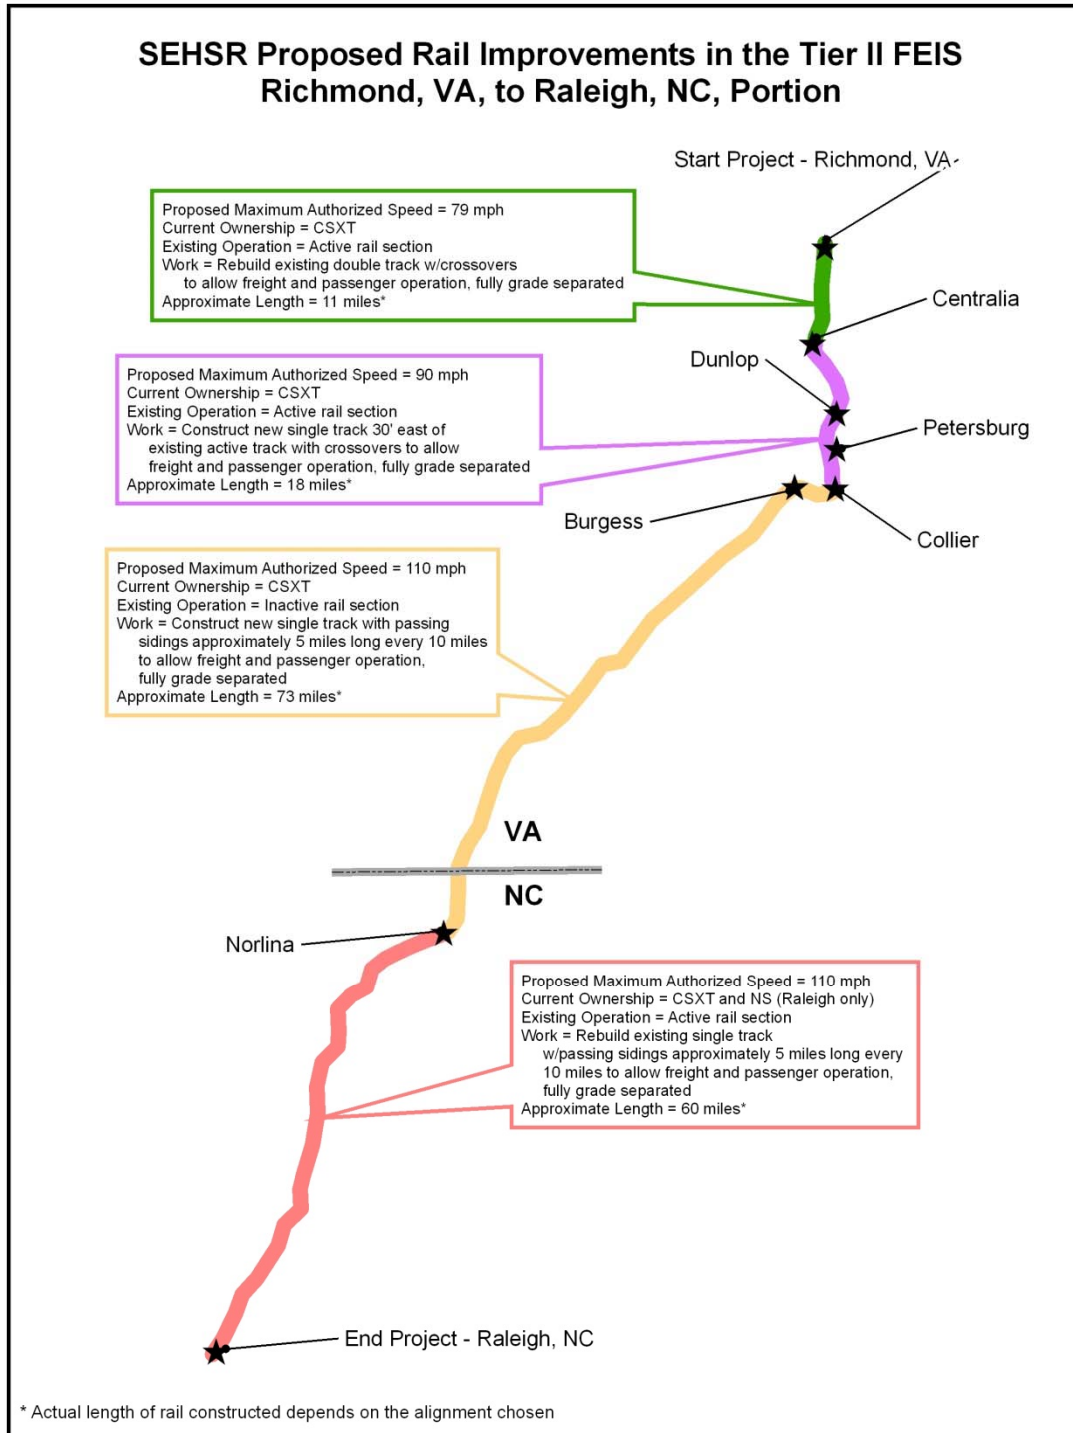 SEHSR Proposed Rail Improvements in the Tier II FEIS
Richmond, VA, to Raleigh, NC, Portion
Start Project - Richmond, VA
Proposed Maximum Authorized Speed = 79 mph
Current Ownership = CSXT
Existing Operation = Active rail section
Work = Rebuild existing double track w/crossovers
to allow freight and passenger operation, fully grade separated
Approximate Length = 11 miles*
Centralia
Dunlop
Proposed Maximum Authorized Speed = 90 mph
Current Ownership = CSXT
Existing Operation = Active rail section
Work = Construct new single track 30' east of
existing active track with crossovers to allow
freight and passenger operation, fully grade separated
Approximate Length = 18 miles*
Petersburg
Burgess
Collier
Proposed Maximum Authorized Speed = 110 mph
Current Ownership = CSXT
Existing Operation = Inactive rail section
Work = Construct new single track with passing
sidings approximately 5 miles long every 10 miles
to allow freight and passenger operation,
fully grade separated
Approximate Length = 73 miles*
VA
NC
Norlina
Proposed Maximum Authorized Speed = 110 mph
Current Ownership = CSXT and NS (Raleigh only)
Existing Operation = Active rail section
Work = Rebuild existing single track
w/passing sidings approximately 5 miles long every
10 miles to allow freight and passenger operation,
fully grade separated
Approximate Length = 60 miles*
End Project - Raleigh, NC
* Actual length of rail constructed depends on the alignment chosen